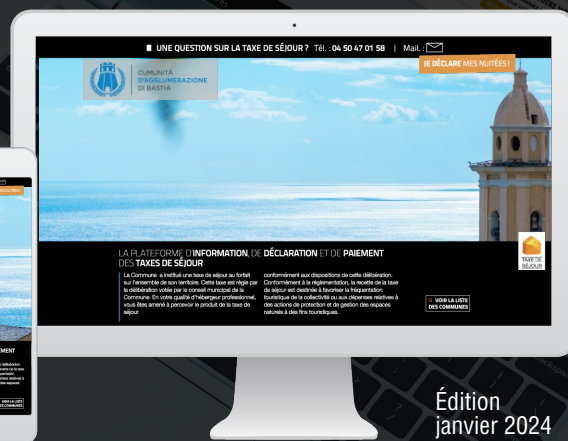 UNE QUESTION SUR LA TAXE DE SÉJOUR ? Tél. : 04 50 47 01 58 | Mail. :
JE DÉCLARE MES NUITÉES !
CUMUNITÀ
D'AGGLUMERAZIONE
DI BASTIA
LA PLATEFORME D'INFORMATION, DE DÉCLARATION ET DE PAIEMENT
DES TAXES DE SÉJOUR
La Commune a institué une taxe de séjour au forfait
sur l'ensemble de son territoire. Cette taxe est régie par
la délibération votée par le conseil municipal de la
Commune. En votre qualité d'hébergeur professionnel,
vous êtes amené à percevoir le produit de la taxe de
séjour
conformément aux dispositions de cette délibération.
Conformément à la réglementation, la recette de la taxe
de séjour est destinée à favoriser la fréquentation
touristique de la collectivité ou aux dépenses relatives à
des actions de protection et de gestion des espaces
naturels à des fins touristiques.
TAXE DE
SÉJOUR
VOIR LA LISTE
DES COMMUNES
Édition
janvier 2024